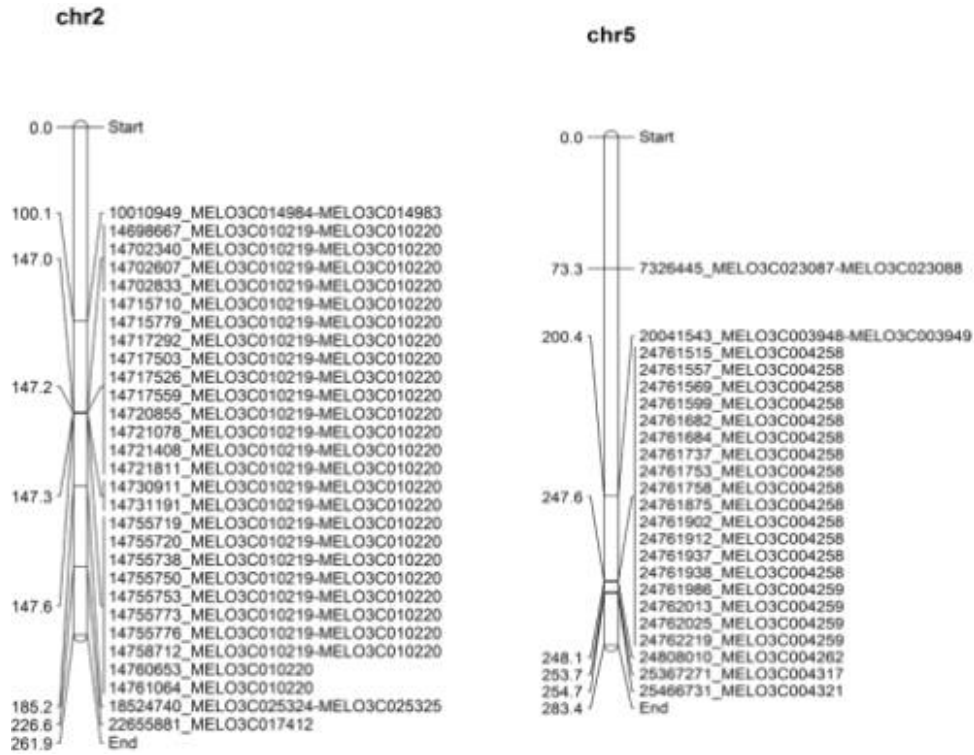 chr2
0.0 Start
100.1 10010949_MELO3C014984-MELO3C014983
14698667_MELO3C010219-MELO3C010220
14702340_MELO3C010219-MELO3C010220
147.0 14702607_MELO3C010219-MELO3C010220
14702833_MELO3C010219-MELO3C010220
14715710_MELO3C010219-MELO3C010220
14715779_MELO3C010219-MELO3C010220
14717292_MELO3C010219-MELO3C010220
14717503_MELO3C010219-MELO3C010220
14717526_MELO3C010219-MELO3C010220
147.2 14717559_MELO3C010219-MELO3C010220
14720855_MELO3C010219-MELO3C010220
14721078_MELO3C010219-MELO3C010220
14721408_MELO3C010219-MELO3C010220
14721811_MELO3C010219-MELO3C010220
14730911_MELO3C010219-MELO3C010220
147.3 14731191_MELO3C010219-MELO3C010220
14755719_MELO3C010219-MELO3C010220
14755720_MELO3C010219-MELO3C010220
14755738_MELO3C010219-MELO3C010220
14755750_MELO3C010219-MELO3C010220
14755753_MELO3C010219-MELO3C010220
147.6 14755773_MELO3C010219-MELO3C010220
14755776_MELO3C010219-MELO3C010220
14758712_MELO3C010219-MELO3C010220
14760653_MELO3C010220
14761064_MELO3C010220
185.2 18524740_MELO3C025324-MELO3C025325
226.6 22655881_MELO3C017412
261.9 End
chr5
0.0 Start
73.3 7326445_MELO3C023087-MELO3C023088
200.4 20041543_MELO3C003948-MELO3C003949
24761515_MELO3C004258
24761557_MELO3C004258
24761569_MELO3C004258
24761599_MELO3C004258
24761682_MELO3C004258
24761684_MELO3C004258
24761737_MELO3C004258
24761753_MELO3C004258
247.6 24761758_MELO3C004258
24761875_MELO3C004258
24761902_MELO3C004258
24761912_MELO3C004258
24761937_MELO3C004258
24761938_MELO3C004258
24761986_MELO3C004259
24762013_MELO3C004259
24762025_MELO3C004259
24762219_MELO3C004259
248.1 24808010_MELO3C004262
253.7 25367271_MELO3C004317
254.7 25466731_MELO3C004321
283.4 End